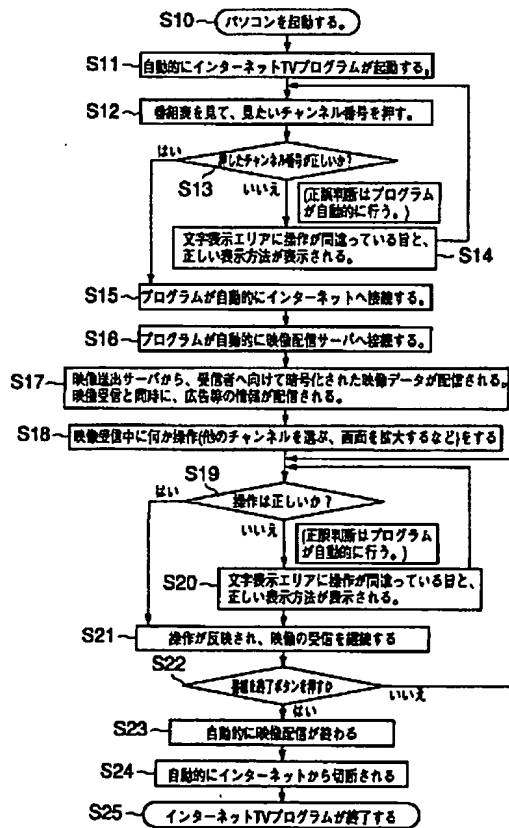 S10 パソコンを起動する。
S11 自動的にインターネットTVプログラムが起動する。
S12 番組表を見て、見たいチャンネル番号を押す。
はい
押したチャンネル番号が正しいか?
S13
いいえ
(正誤判断はプログラム
が自動的に行う。)
文字表示エリアに操作が間違っている旨と、
正しい表示方法が表示される。
S14
S15 プログラムが自動的にインターネットへ接続する。
S16 プログラムが自動的に映像配信サーバへ接続する。
S17 映像送出サーバから、受信者へ向けて暗号化された映像データが配信される。
映像受信と同時に、広告等の情報が配信される。
S18 映像受信中に何か操作(他のチャンネルを選ぶ、画面を拡大するなど)をする
S19
はい
操作は正しいか?
いいえ
(正誤判断はプログラム
が自動的に行う。)
S20 文字表示エリアに操作が間違っている旨と、
正しい表示方法が表示される。
S21 操作が反映され、映像の受信を継続する
S22
番組を終了ボタンを押すか
いいえ
はい
S23 自動的に映像配信が終わる
S24 自動的にインターネットから切断される
S25 インターネットTVプログラムが終了する